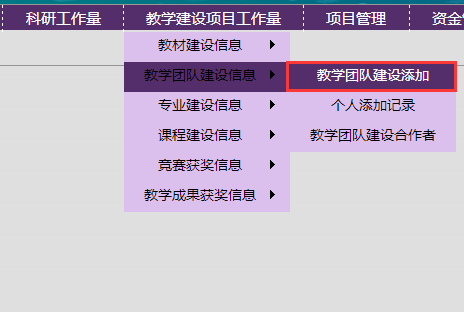 科研工作量 教学建设项目工作量 项目管理 资金
教材建设信息
教学团队建设信息 教学团队建设添加
专业建设信息 个人添加记录
课程建设信息 教学团队建设合作者
竞赛获奖信息
教学成果获奖信息